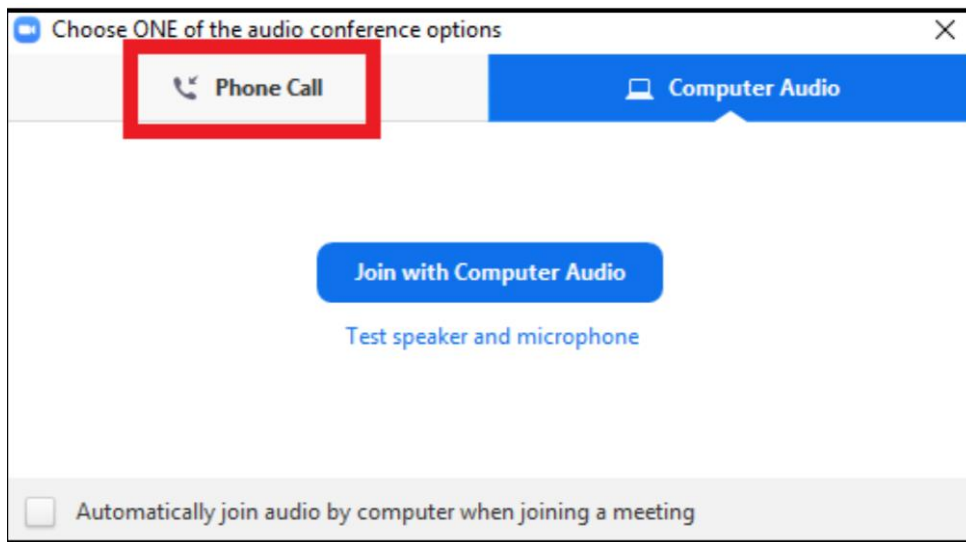 Choose ONE of the audio conference options
Phone Call
Computer Audio
Join with Computer Audio
Test speaker and microphone
Automatically join audio by computer when joining a meeting